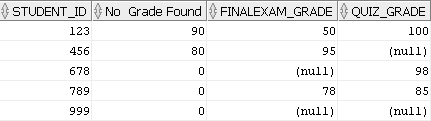 STUDENT_ID No Grade Found FINALEXAM_GRADE QUIZ_GRADE
123 90 50 100
456 80 95 (null)
678 0 (null) 98
789 0 78 85
999 0 (null) (null)